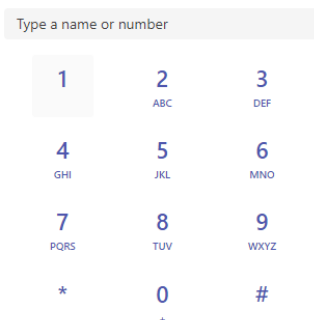 Type a name or number
1 2 3
ABC DEF
4 5 6
GHI JKL MNO
7 8 9
PQRS TUV WXYZ
* 0 #
+